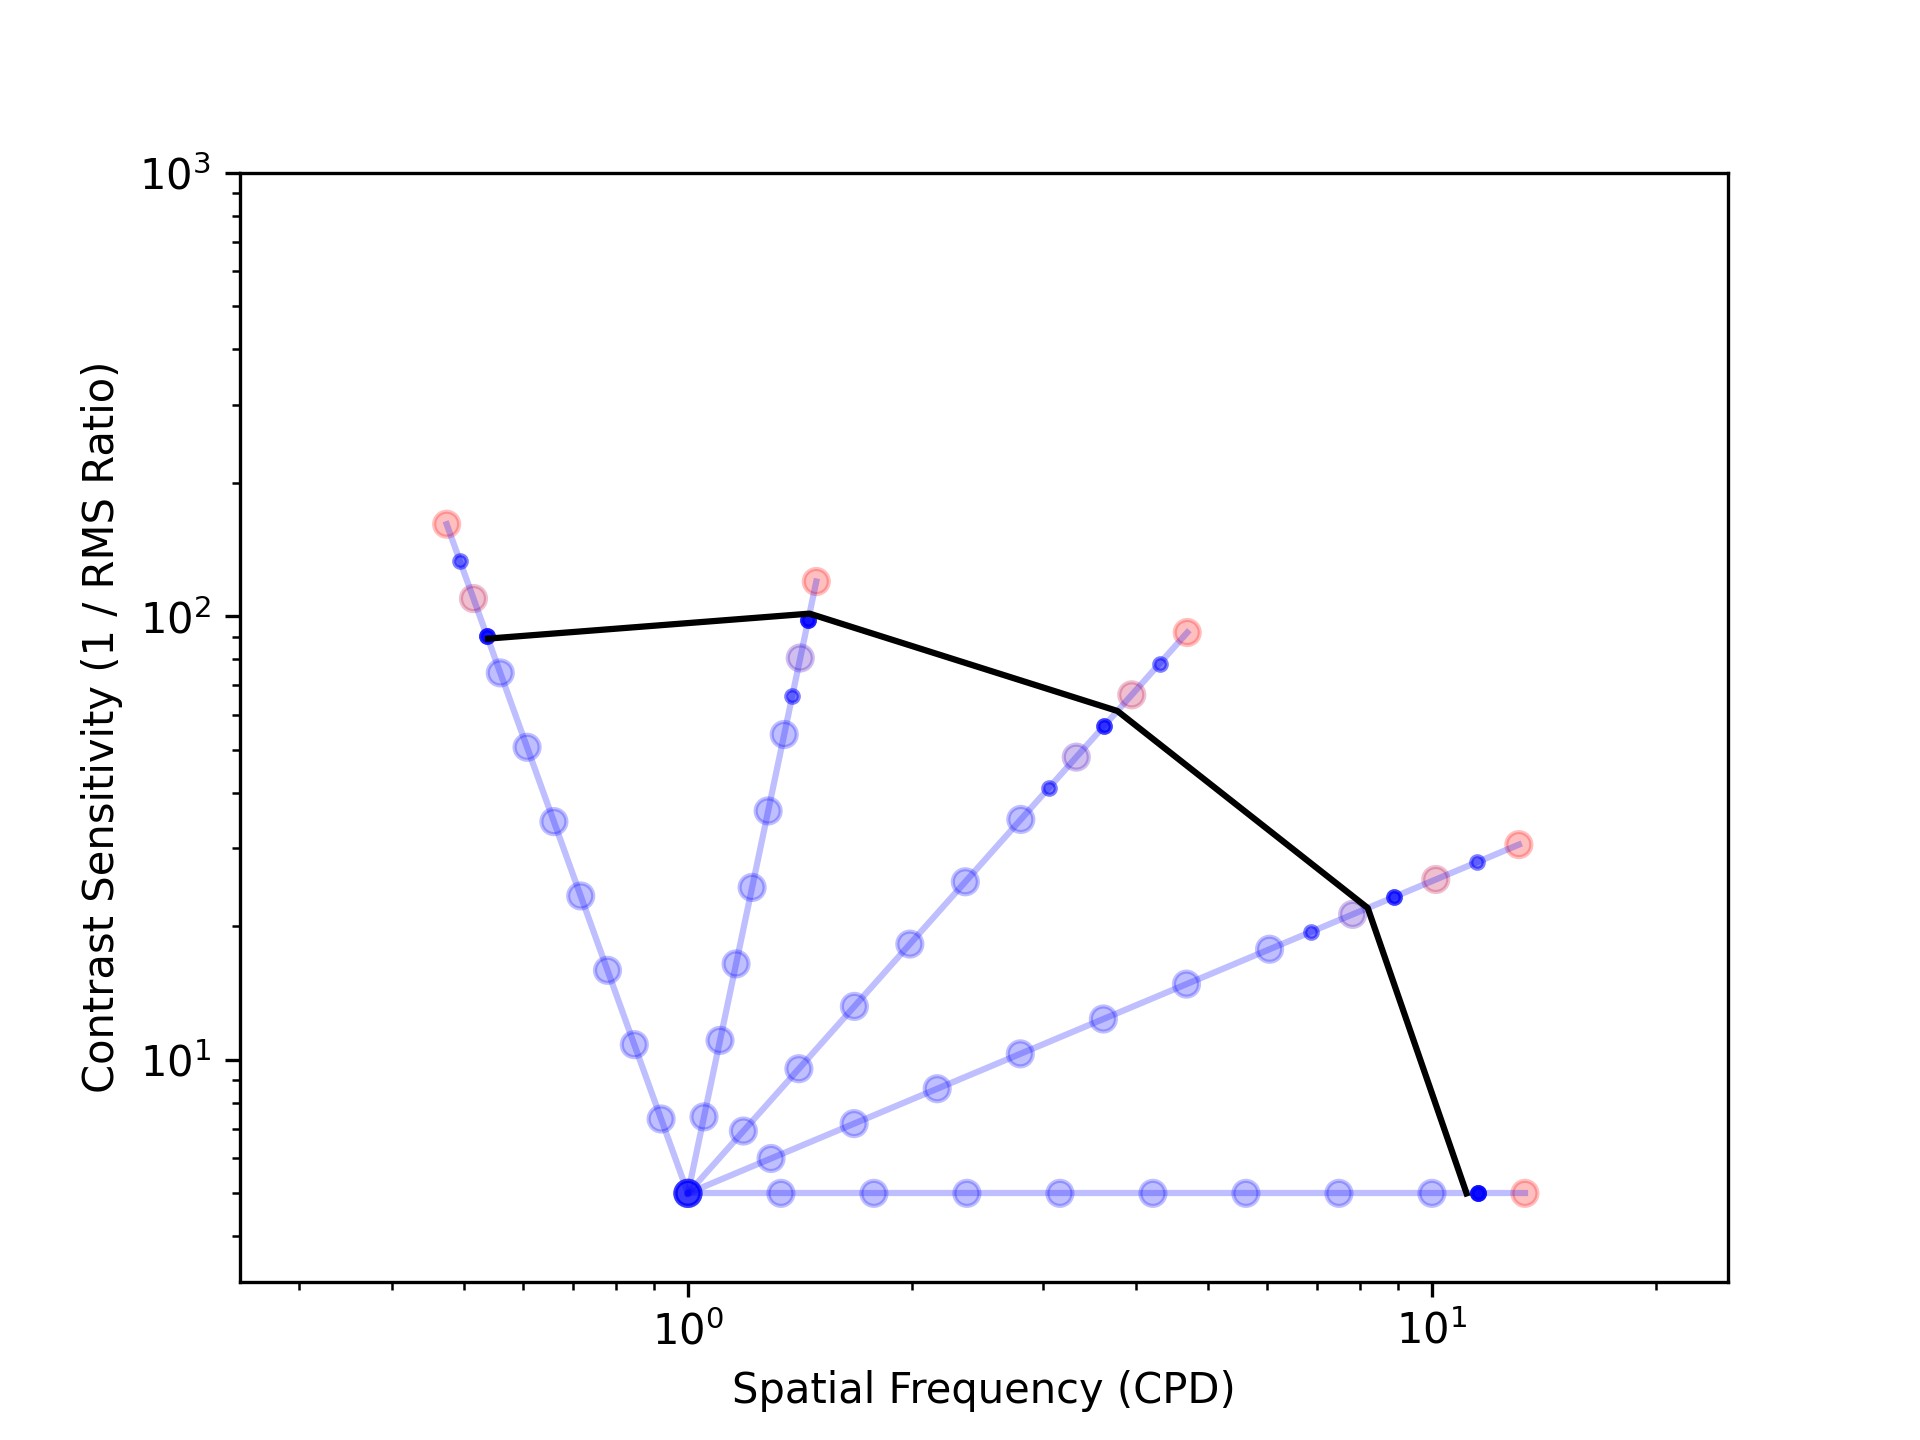 10³
10²
10¹
Contrast Sensitivity (1 / RMS Ratio)
10⁰ 10¹
Spatial Frequency (CPD)